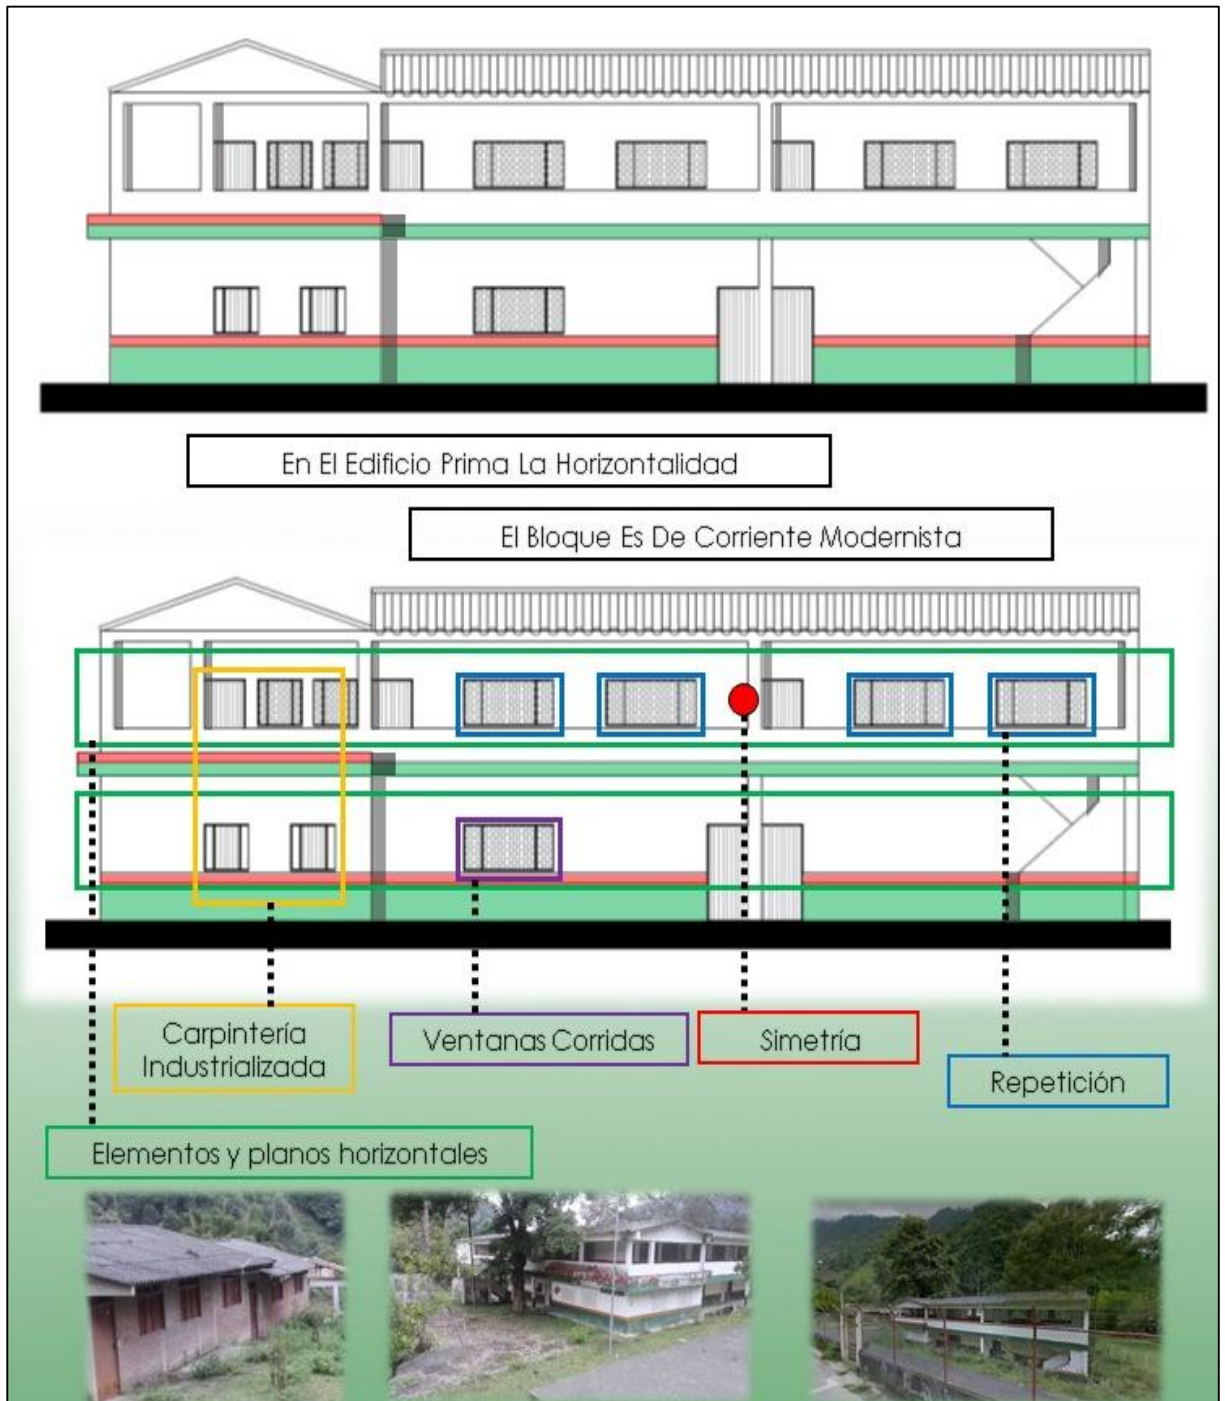 En El Edificio Prima La Horizontalidad
El Bloque Es De Corriente Modernista
Carpintería
Industrializada
Ventanas Corridas
Simetría
Repetición
Elementos y planos horizontales